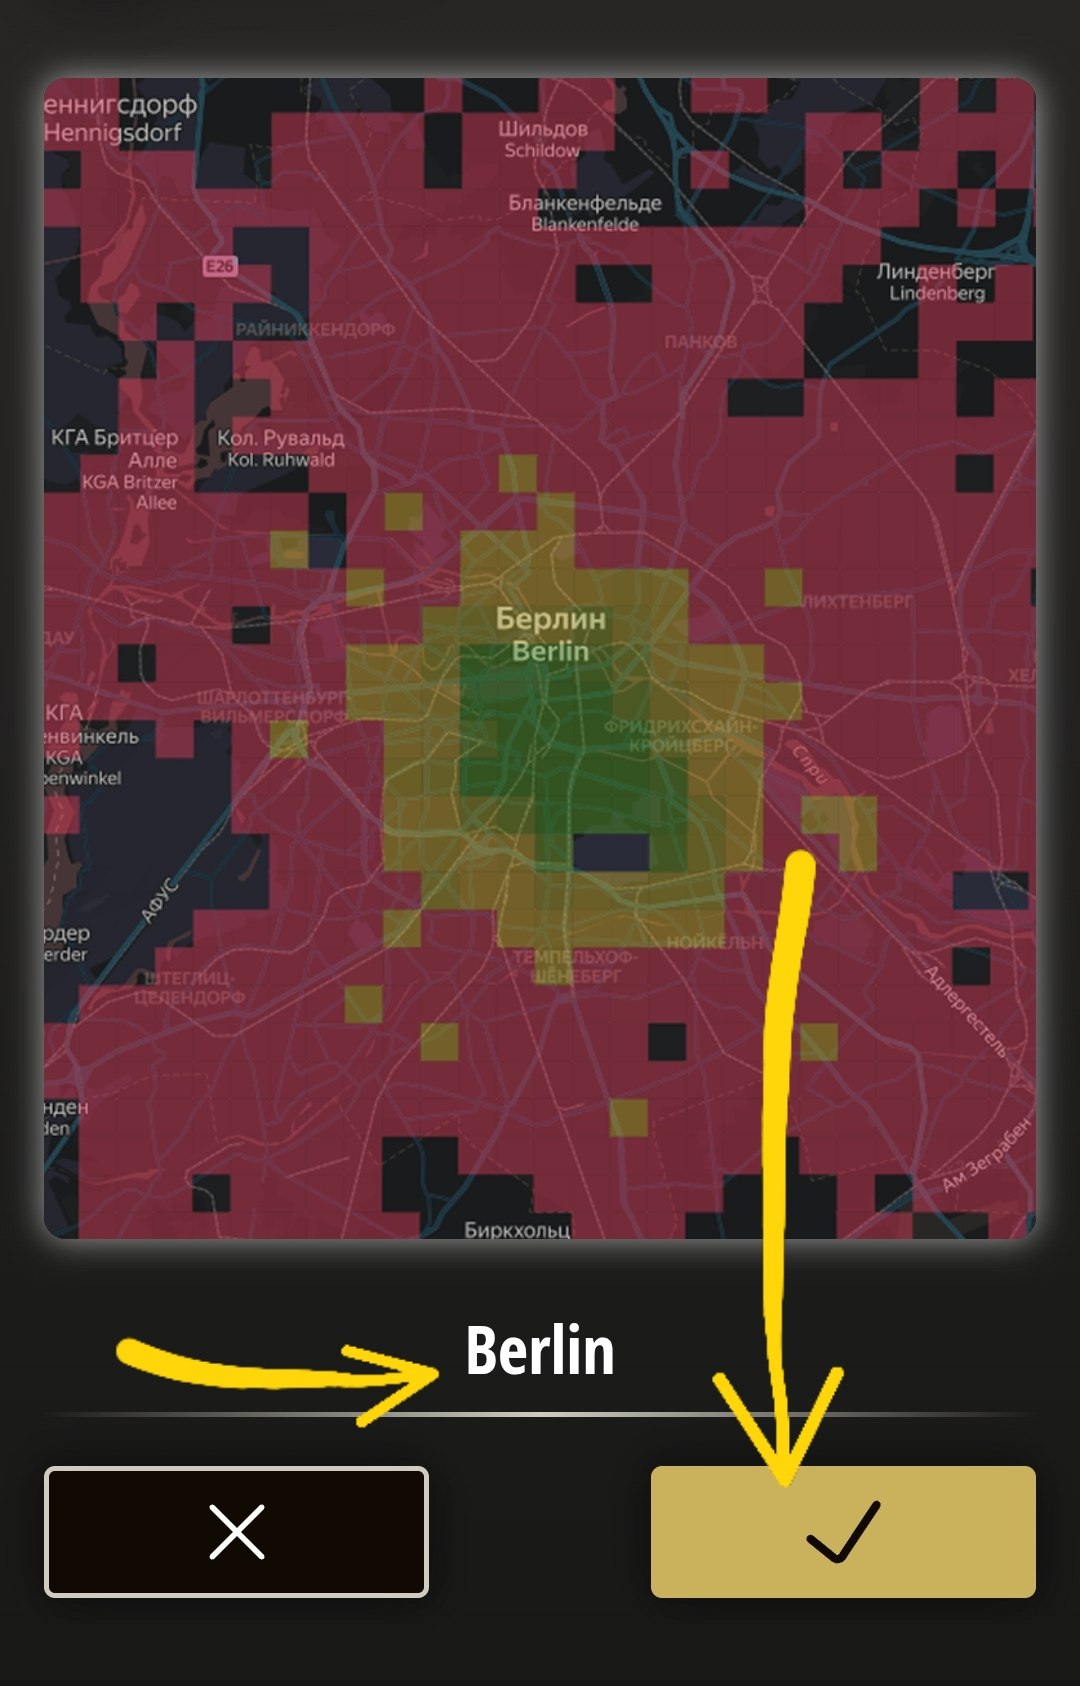 еннигсдорф
Hennigsdorf
Шильдов
Schildow
Бланкенфельде
Blankenfelde
E26
Линденберг
Lindenberg
РАЙНИККЕНДОРФ
ПАНКОВ
КГА Бритцер
Алле
KGA Britzer
Allee
Кол. Рувальд
Kol. Ruhwald
Берлин
Berlin
ЛИХТЕНБЕРГ
ДАУ
ХЕЛ
ШАРЛОТТЕНБУРГ-
ВИЛЬМЕРСДОРФ
КГА
енвинкель
KGA
enwinkel
ФРИДРИХСХАЙН-
КРОЙЦБЕРГ
Спри
АФУС
рдер
erder
НОЙКЁЛЬН
ТЕМПЕЛЬХОФ-
ШЁНЕБЕРГ
ШТЕГЛИЦ-
ЦЕЛЕНДОРФ
Адлергестель
нден
den
Ам Зеграбен
Биркхольц
Berlin